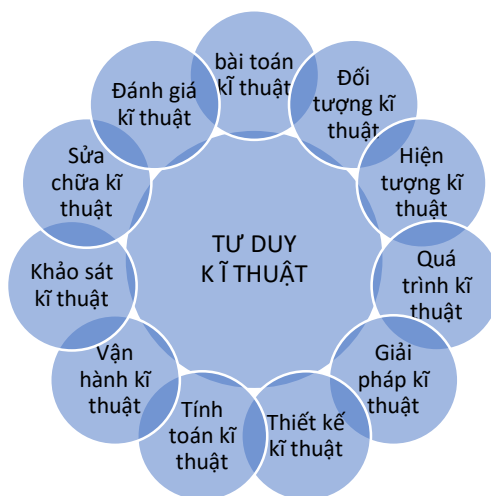 bài toán
kĨ thuật
Đối
tượng kĩ
thuật
Hiện
tượng kĩ
thuật
Quá
trình kĩ
thuật
Giải
pháp kĩ
thuật
Thiết kế
kĩ thuật
Tính
toán kĩ
thuật
Vận
hành kĩ
thuật
Khảo sát
kĩ thuật
Sửa
chữa kĩ
thuật
Đánh giá
kĩ thuật
TƯ DUY
K Ĩ THUẬT